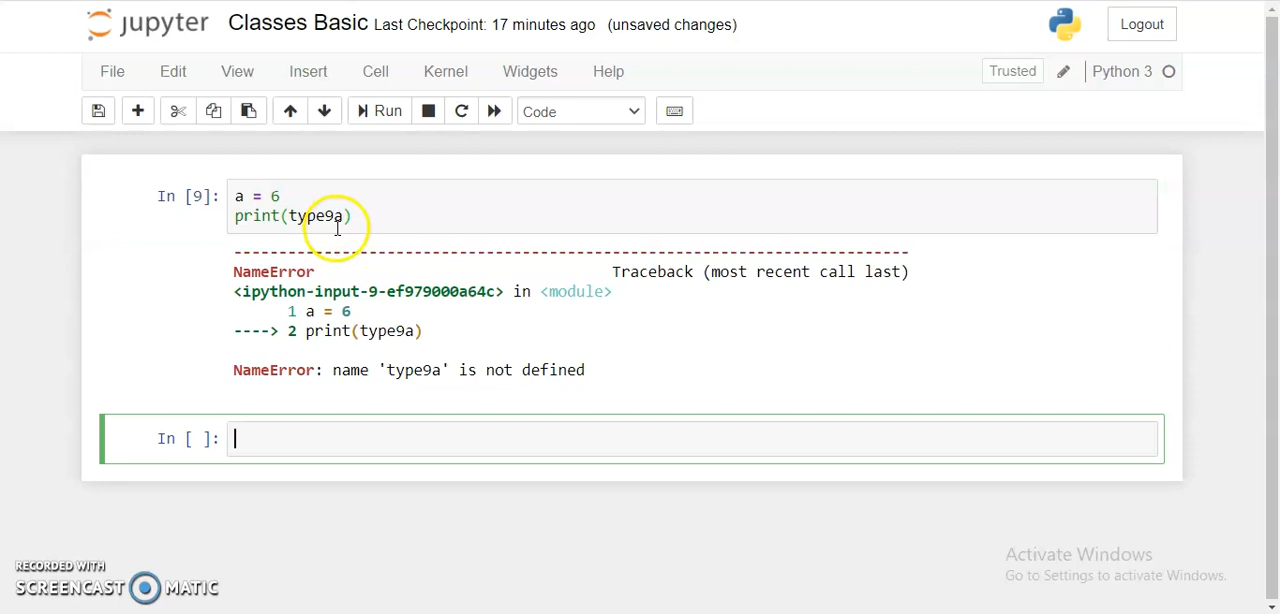 jupyter Classes Basic Last Checkpoint: 17 minutes ago (unsaved changes) Logout
File Edit View Insert Cell Kernel Widgets Help Trusted Python 3
Run Code
In [9]: a = 6
print(type9a)
---------------------------------------------------------------------------
NameError Traceback (most recent call last)
<ipython-input-9-ef979000a64c> in <module>
1 a = 6
----> 2 print(type9a)
NameError: name 'type9a' is not defined
In [ ]:
Activate Windows
Go to Settings to activate Windows.
RECORDED WITH
SCREENCAST MATIC